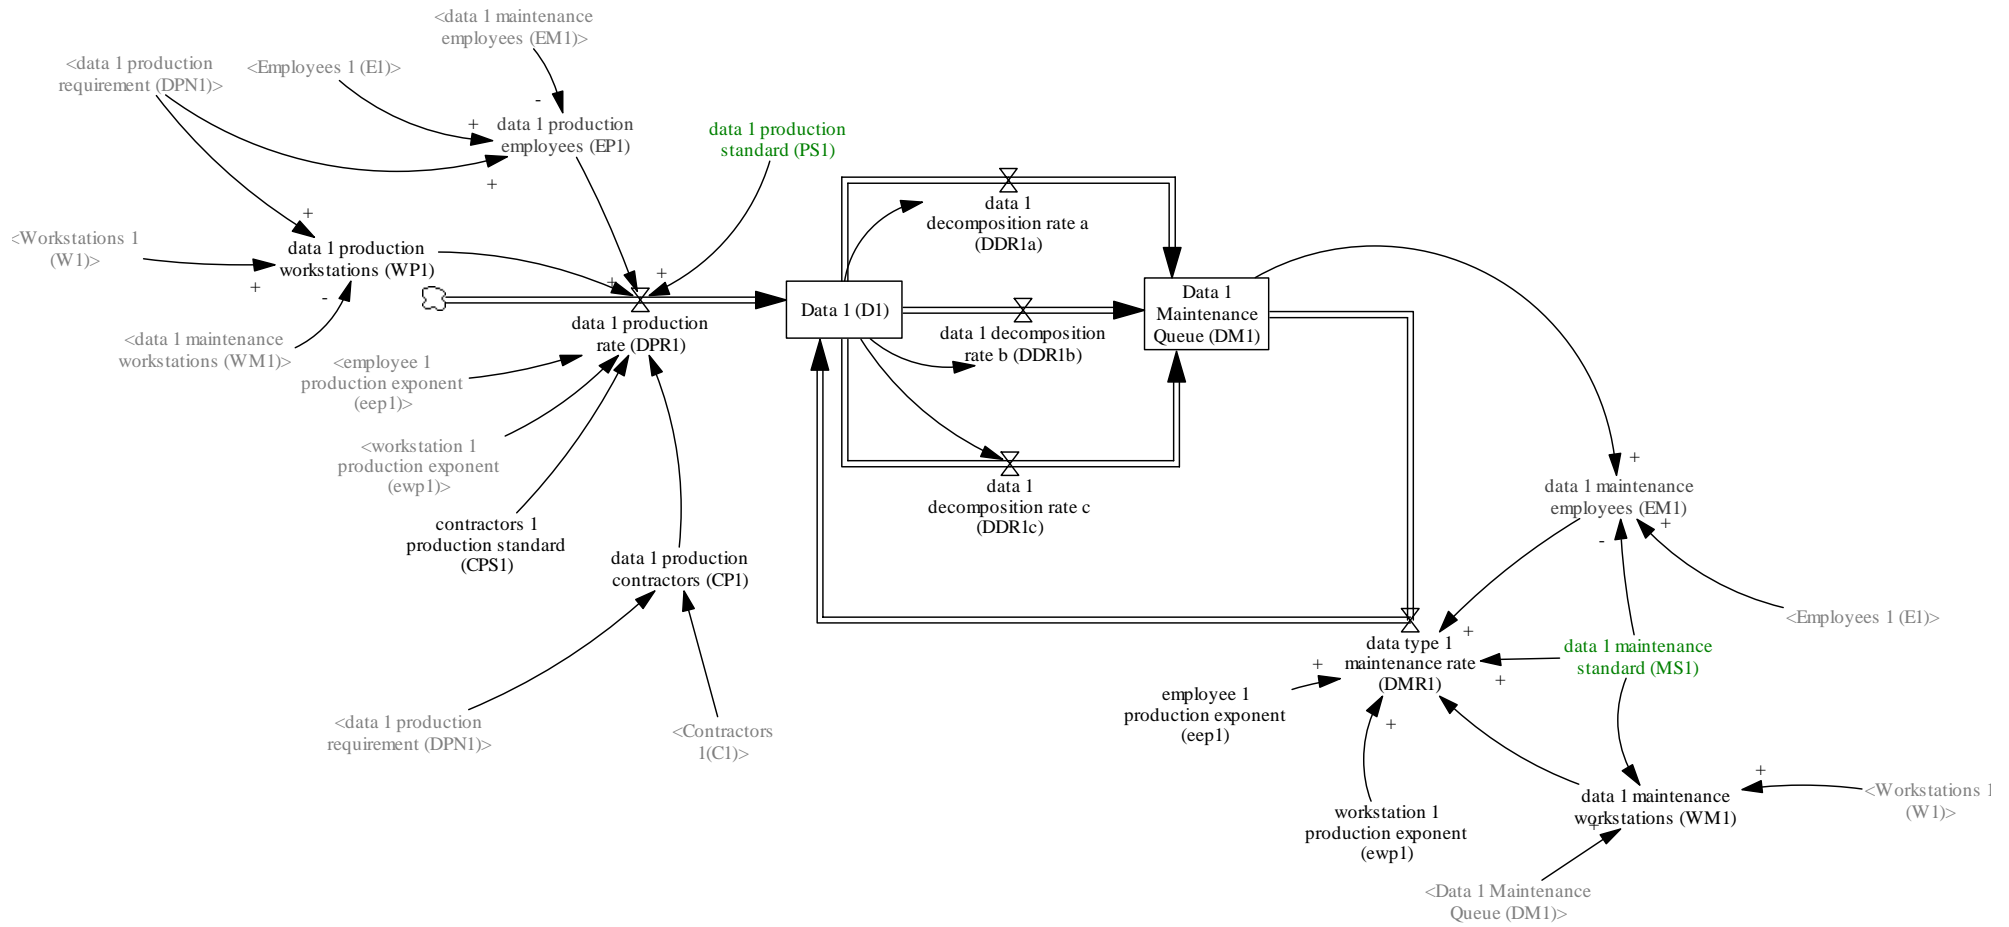 <data 1 maintenance
employees (EM1)>
<data 1 production
requirement (DPN1)>
<Employees 1 (E1)>
-
+
data 1 production
employees (EP1)
+
data 1 production
standard (PS1)
+
<Workstations 1
(W1)>
+
data 1 production
workstations (WP1)
-
<data 1 maintenance
workstations (WM1)>
+
+
data 1 production
rate (DPR1)
<employee 1
production exponent
(eep1)>
<workstation 1
production exponent
(ewp1)>
contractors 1
production standard
(CPS1)
data 1 production
contractors (CP1)
<data 1 production
requirement (DPN1)>
<Contractors
1(C1)>
Data 1 (D1)
data 1
decomposition rate a
(DDR1a)
data 1 decomposition
rate b (DDR1b)
data 1
decomposition rate c
(DDR1c)
Data 1
Maintenance
Queue (DM1)
+
data 1 maintenance
employees (EM1)
-
+
<Employees 1 (E1)>
data 1 maintenance
standard (MS1)
+
+
+
data type 1
maintenance rate
(DMR1)
employee 1
production exponent
(eep1)
+
workstation 1
production exponent
(ewp1)
+
<Workstations 1
(W1)>
data 1 maintenance
workstations (WM1)
+
<Data 1 Maintenance
Queue (DM1)>